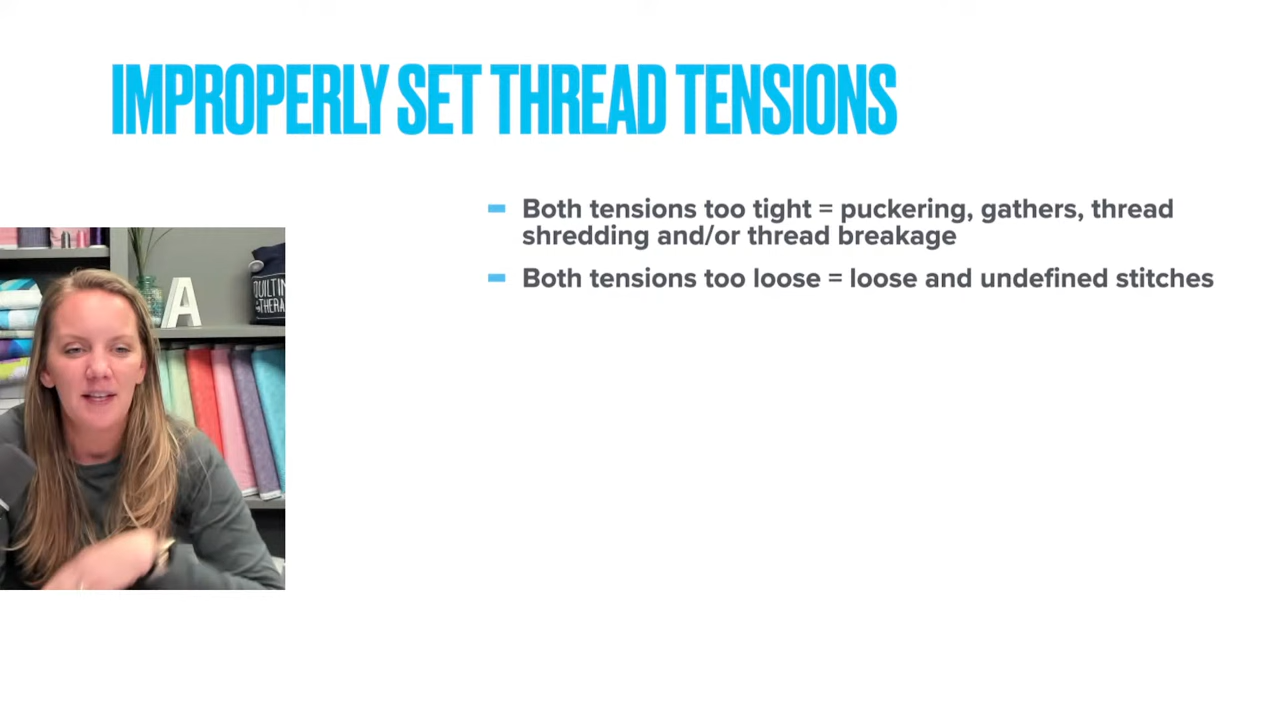 IMPROPERLY SET THREAD TENSIONS
Both tensions too tight = puckering, gathers, thread
shredding and/or thread breakage
Both tensions too loose = loose and undefined stitches
A